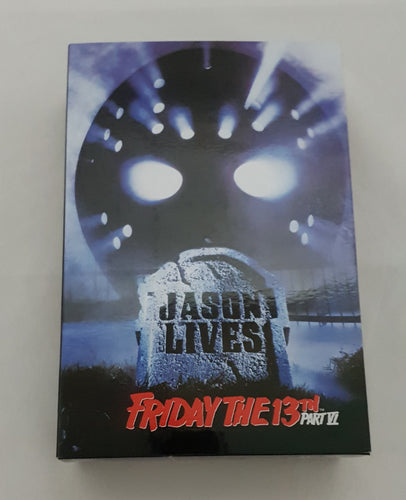 JASON
LIVES
FRIDAY THE 13TH
PART VI